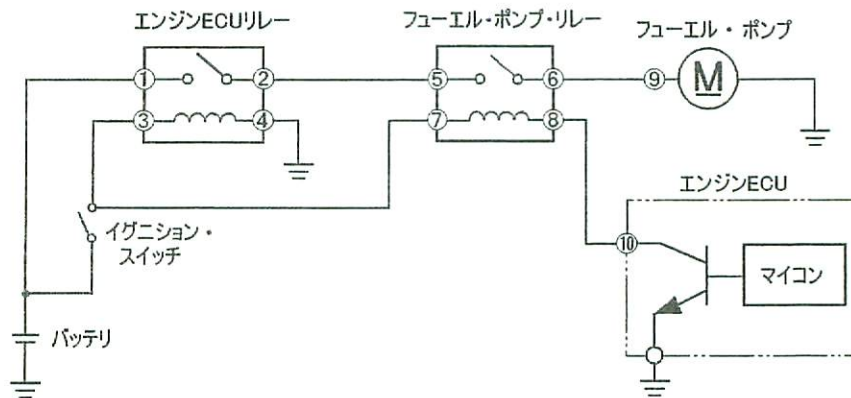 エンジンECUリレー
フューエル・ポンプ・リレー
フューエル・ポンプ
① ② ⑤ ⑥ ⑨ M
③ ④ ⑦ ⑧
エンジンECU
イグニション・
スイッチ
⑩
マイコン
バッテリ